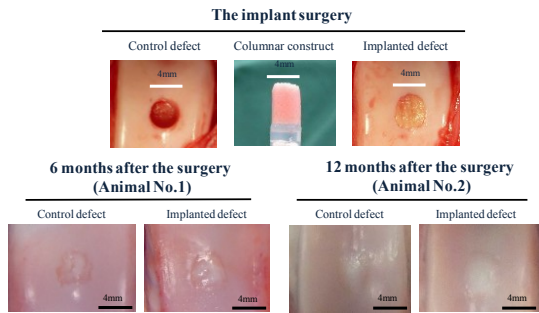 The implant surgery
Control defect
Columnar construct
Implanted defect
4mm
4mm
4mm
6 months after the surgery
(Animal No.1)
Control defect
Implanted defect
4mm
4mm
12 months after the surgery
(Animal No.2)
Control defect
Implanted defect
4mm
4mm